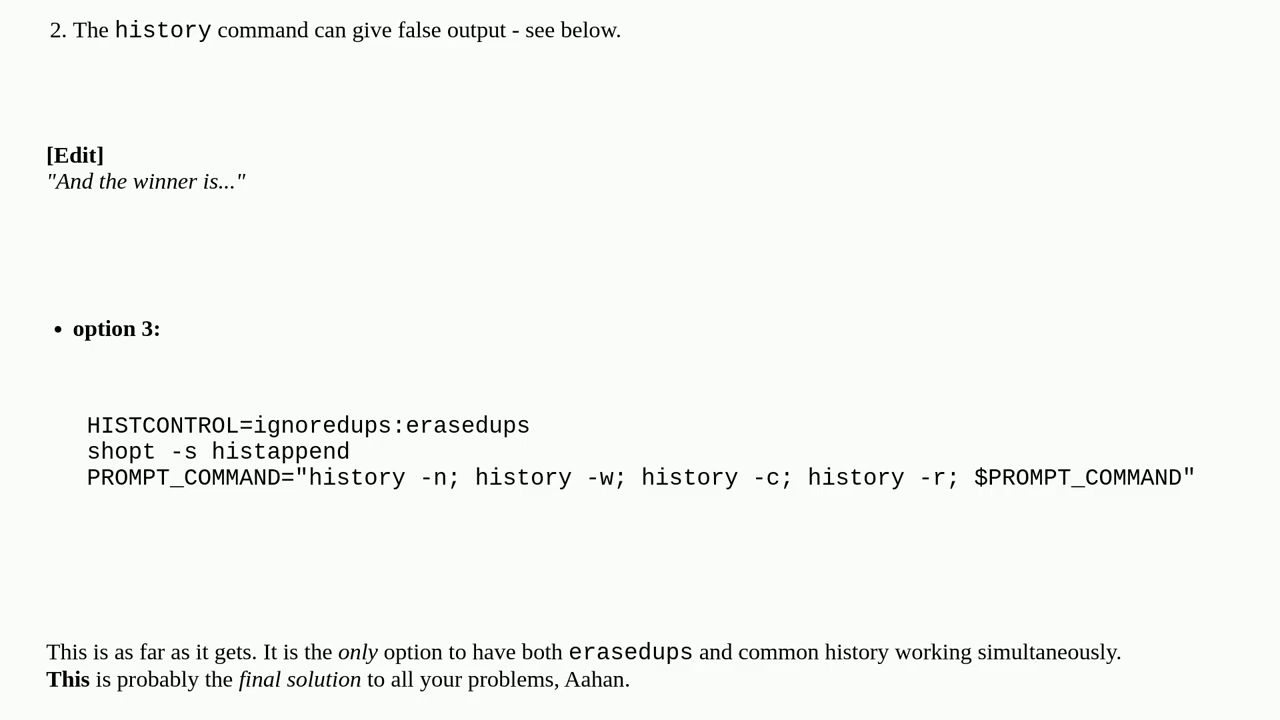 2. The history command can give false output - see below.
[Edit]
"And the winner is..."
• option 3:
HISTCONTROL=ignoredups:erasedups
shopt -s histappend
PROMPT_COMMAND="history -n; history -w; history -c; history -r; $PROMPT_COMMAND"
This is as far as it gets. It is the only option to have both erasedups and common history working simultaneously.
This is probably the final solution to all your problems, Aahan.